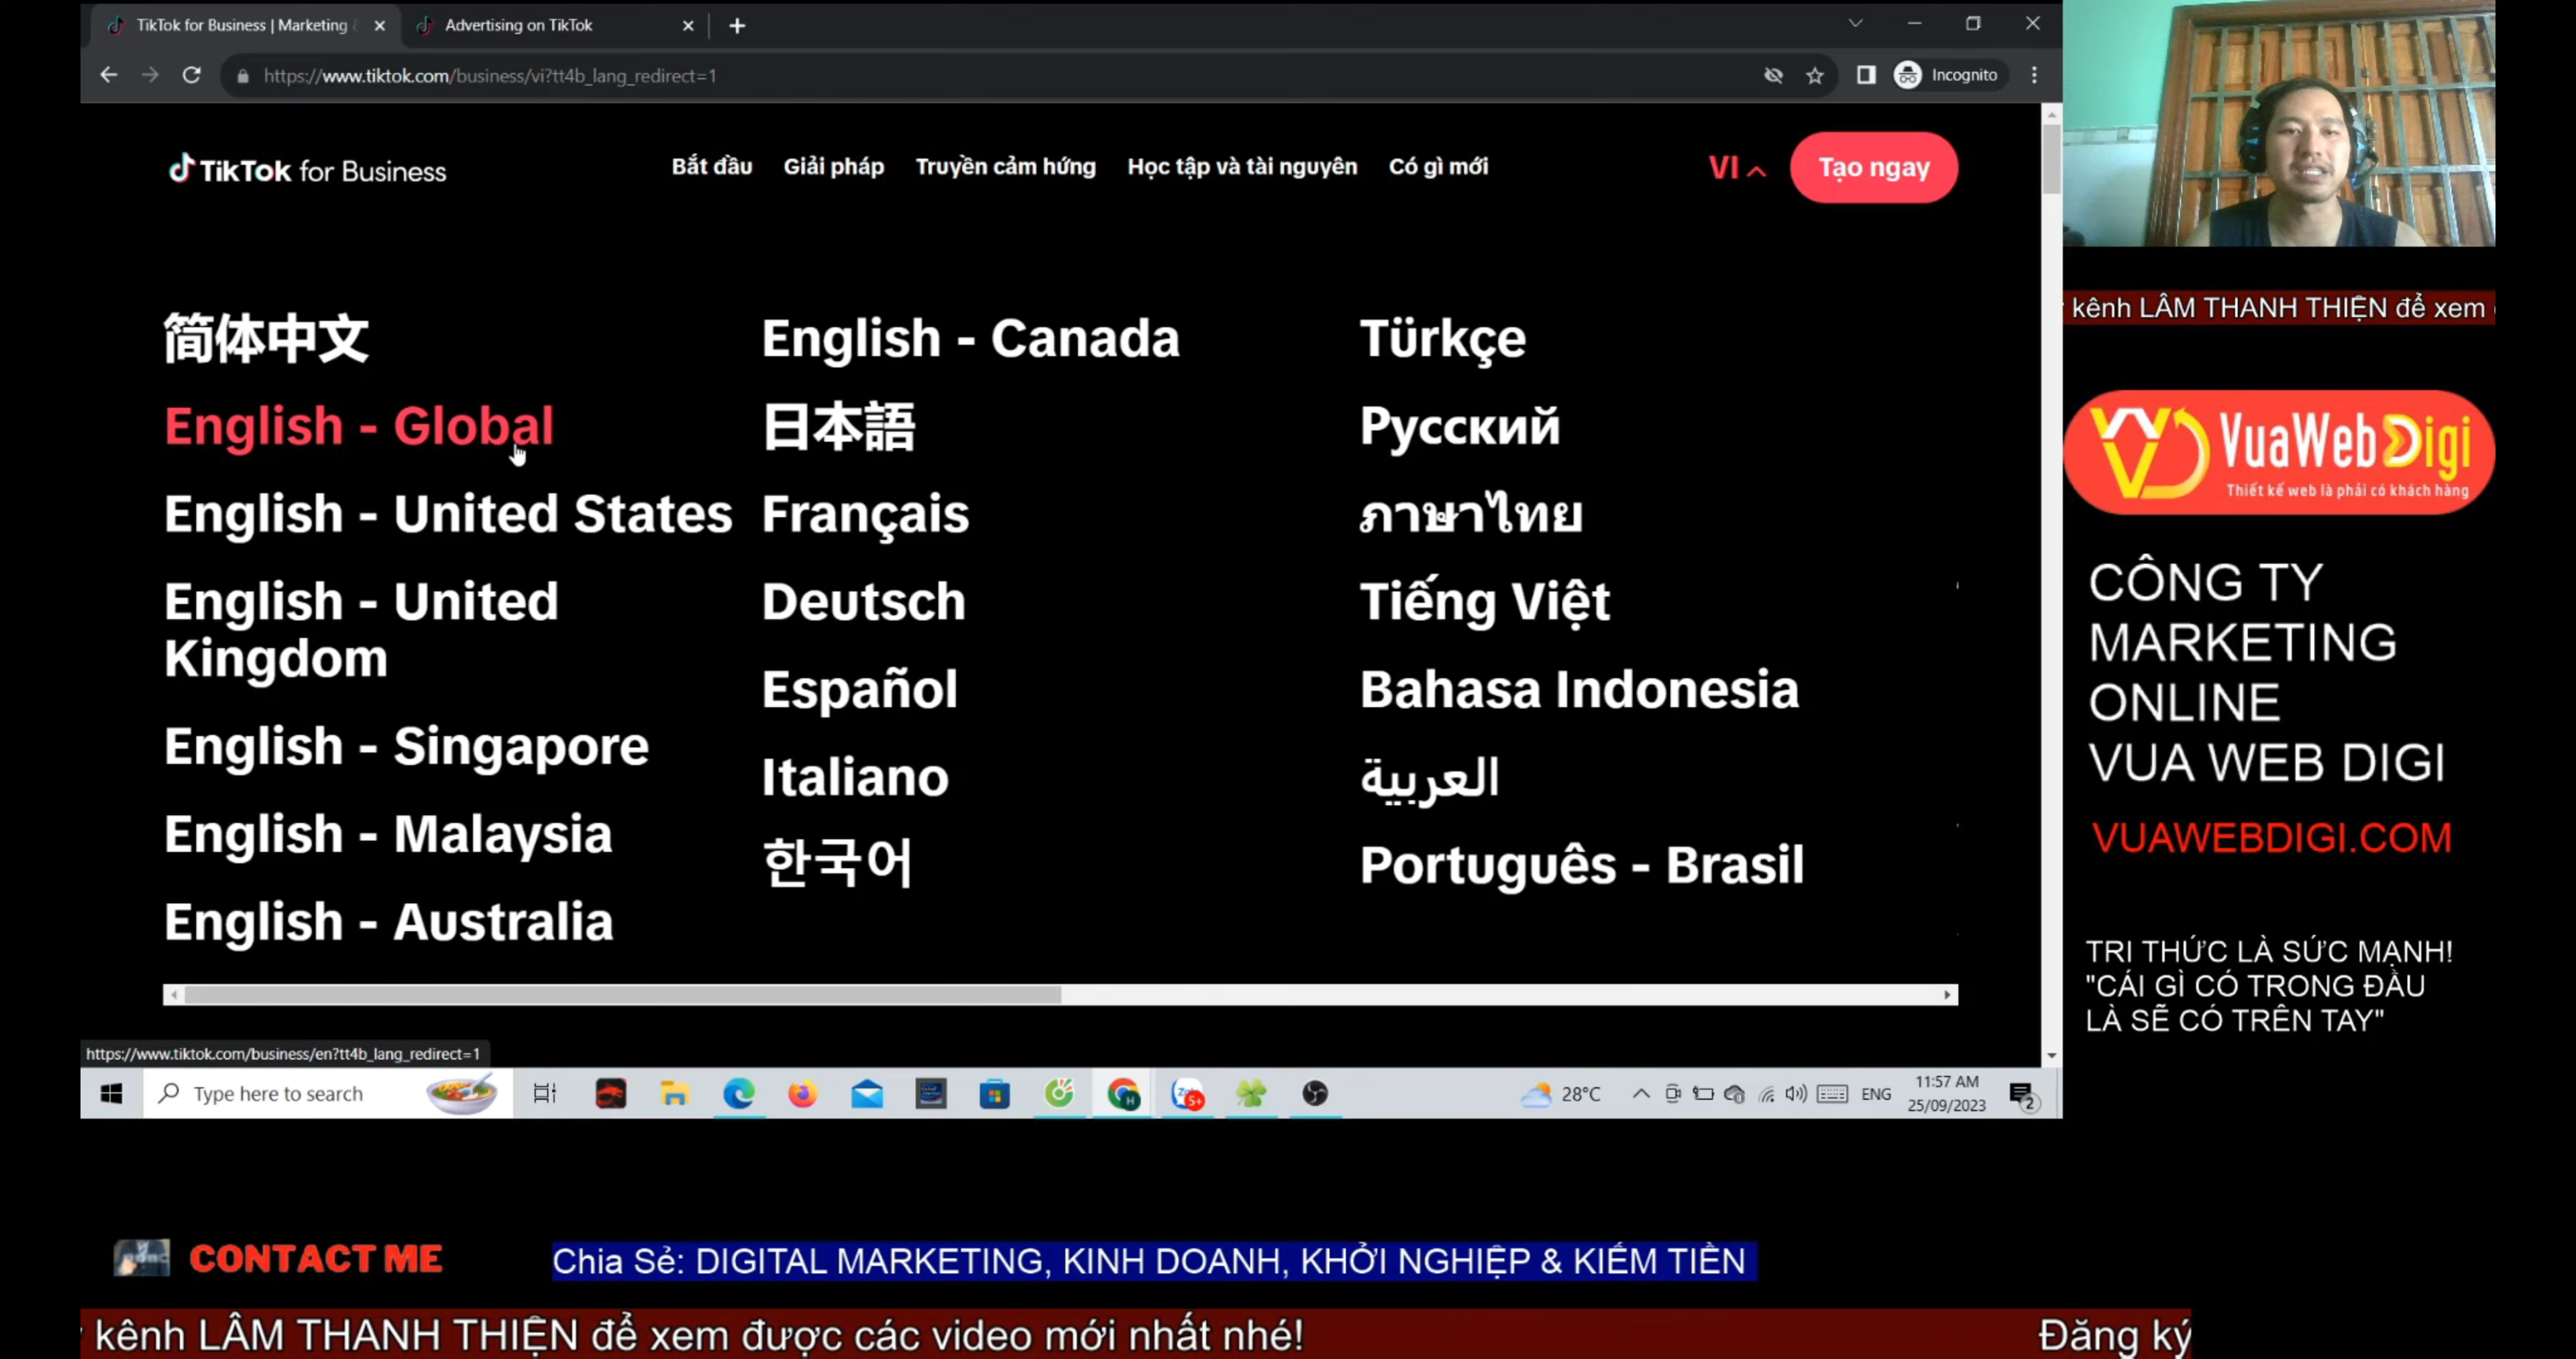 TikTok for Business | Marketing
Advertising on TikTok
https://www.tiktok.com/business/vi?tt4b_lang_redirect=1
Incognito
TikTok for Business
Bắt đầu
Giải pháp
Truyền cảm hứng
Học tập và tài nguyên
Có gì mới
VI
Tạo ngay
简体中文
English - Global
English - United States
English - United
Kingdom
English - Singapore
English - Malaysia
English - Australia
English - Canada
日本語
Français
Deutsch
Español
Italiano
한국어
Türkçe
Русский
ภาษาไทย
Tiếng Việt
Bahasa Indonesia
العربية
Português - Brasil
https://www.tiktok.com/business/en?tt4b_lang_redirect=1
Type here to search
28°C
ENG
11:57 AM
25/09/2023
2
kênh LÂM THANH THIỆN để xem
VuaWebDigi
Thiết kế web là phải có khách hàng
CÔNG TY
MARKETING
ONLINE
VUA WEB DIGI
VUAWEBDIGI.COM
TRI THỨC LÀ SỨC MẠNH!
"CÁI GÌ CÓ TRONG ĐẦU
LÀ SẼ CÓ TRÊN TAY"
CONTACT ME
Chia Sẻ: DIGITAL MARKETING, KINH DOANH, KHỞI NGHIỆP & KIẾM TIỀN
kênh LÂM THANH THIỆN để xem được các video mới nhất nhé!
Đăng ký